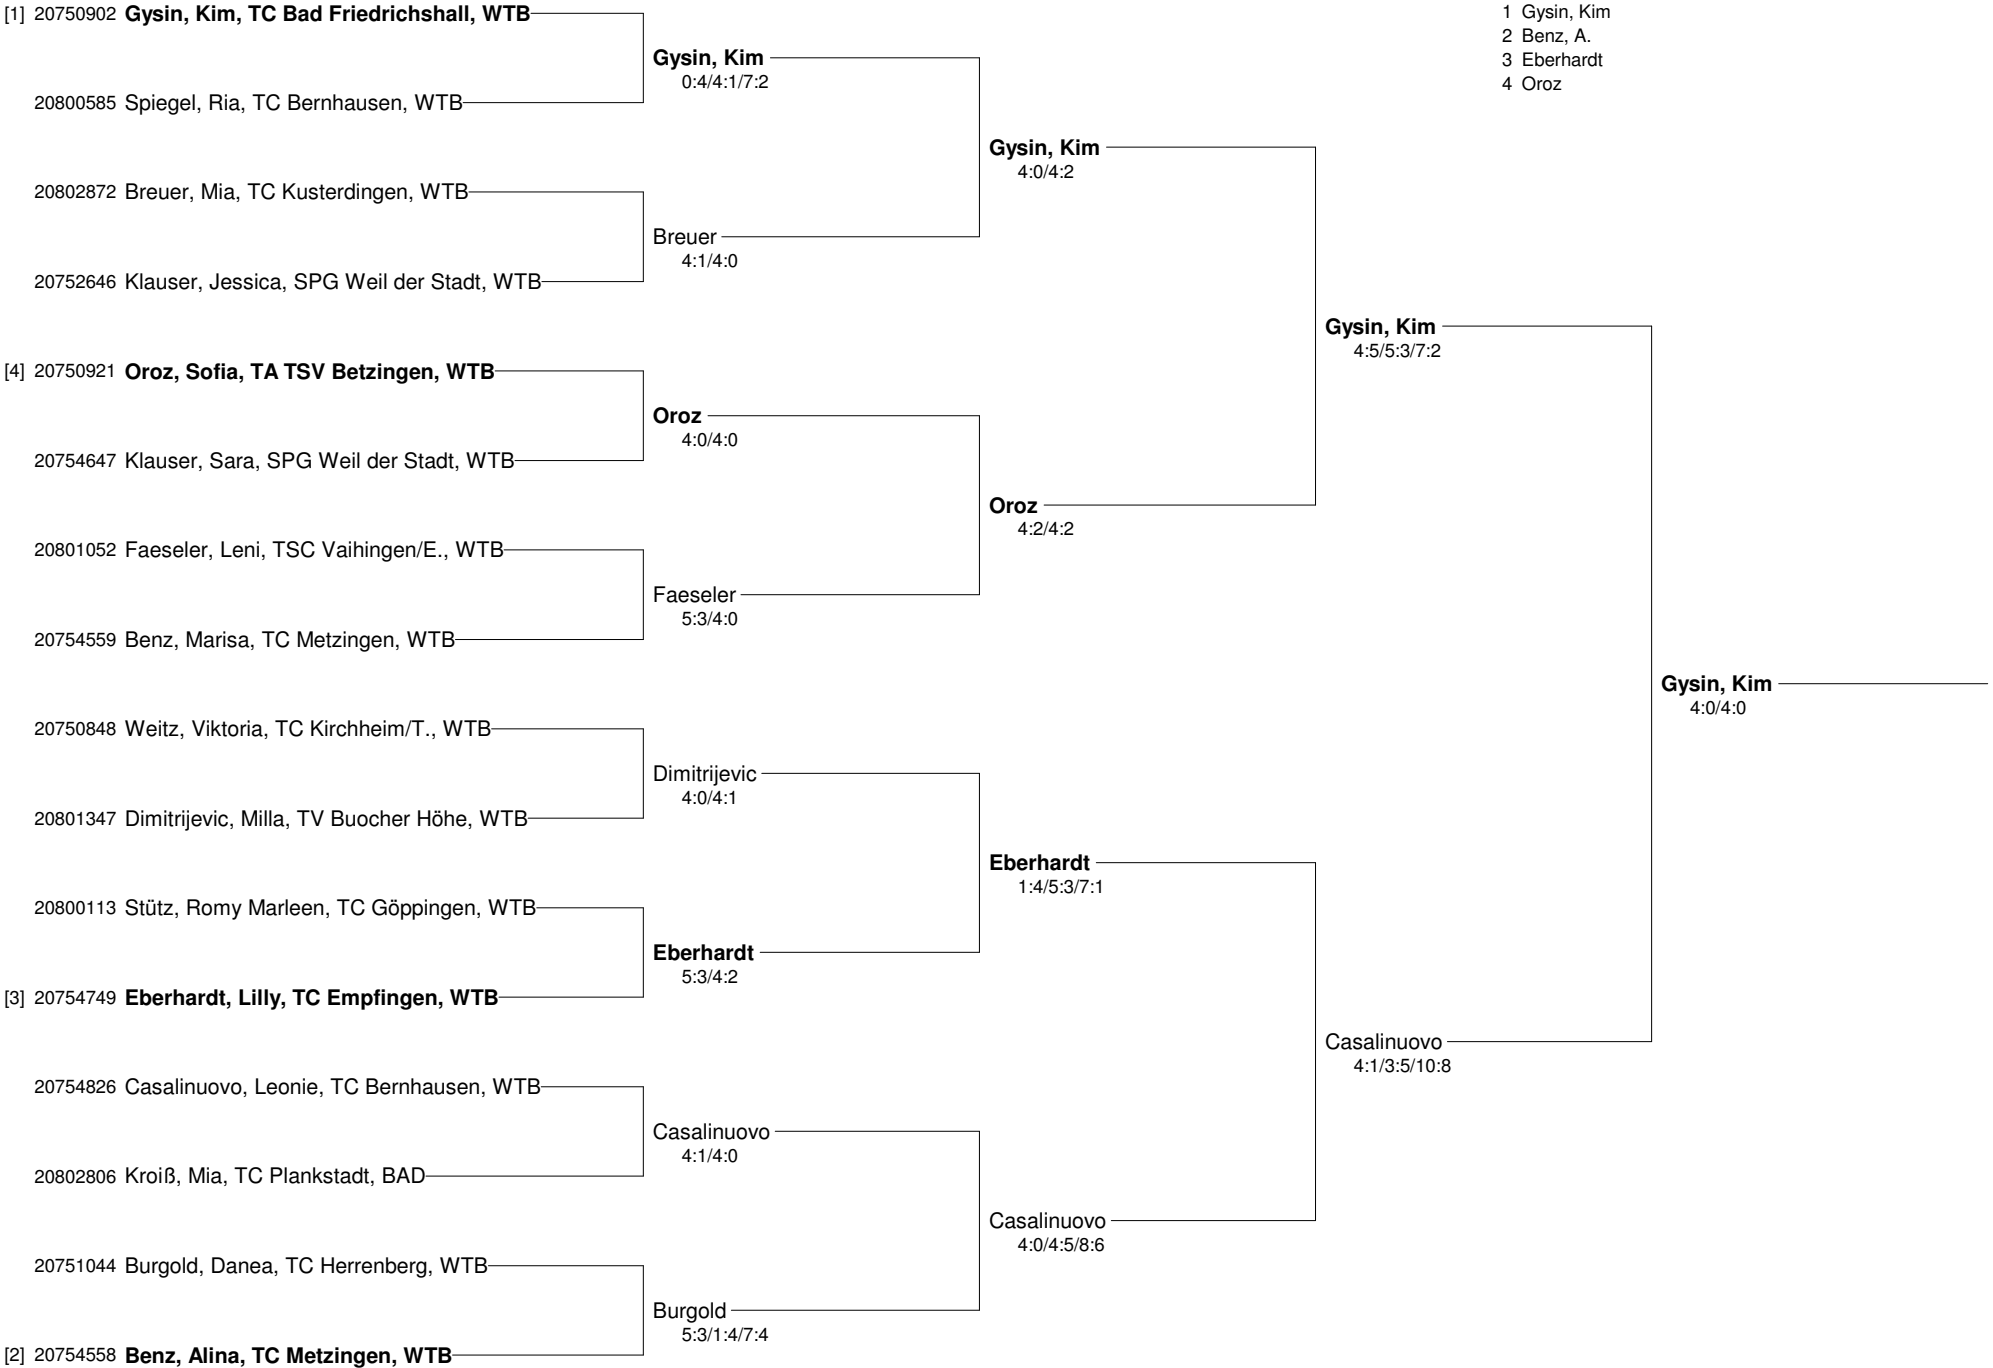 [1] 20750902 Gysin, Kim, TC Bad Friedrichshall, WTB
1 Gysin, Kim
2 Benz, A.
3 Eberhardt
4 Oroz
Gysin, Kim
0:4/4:1/7:2
20800585 Spiegel, Ria, TC Bernhausen, WTB
Gysin, Kim
4:0/4:2
20802872 Breuer, Mia, TC Kusterdingen, WTB
Breuer
4:1/4:0
20752646 Klauser, Jessica, SPG Weil der Stadt, WTB
Gysin, Kim
4:5/5:3/7:2
[4] 20750921 Oroz, Sofia, TA TSV Betzingen, WTB
Oroz
4:0/4:0
20754647 Klauser, Sara, SPG Weil der Stadt, WTB
Oroz
4:2/4:2
20801052 Faeseler, Leni, TSC Vaihingen/E., WTB
Faeseler
5:3/4:0
20754559 Benz, Marisa, TC Metzingen, WTB
Gysin, Kim
4:0/4:0
20750848 Weitz, Viktoria, TC Kirchheim/T., WTB
Dimitrijevic
4:0/4:1
20801347 Dimitrijevic, Milla, TV Buocher Höhe, WTB
Eberhardt
1:4/5:3/7:1
20800113 Stütz, Romy Marleen, TC Göppingen, WTB
Eberhardt
5:3/4:2
[3] 20754749 Eberhardt, Lilly, TC Empfingen, WTB
Casalinuovo
4:1/3:5/10:8
20754826 Casalinuovo, Leonie, TC Bernhausen, WTB
Casalinuovo
4:1/4:0
20802806 Kroiß, Mia, TC Plankstadt, BAD
Casalinuovo
4:0/4:5/8:6
20751044 Burgold, Danea, TC Herrenberg, WTB
Burgold
5:3/1:4/7:4
[2] 20754558 Benz, Alina, TC Metzingen, WTB